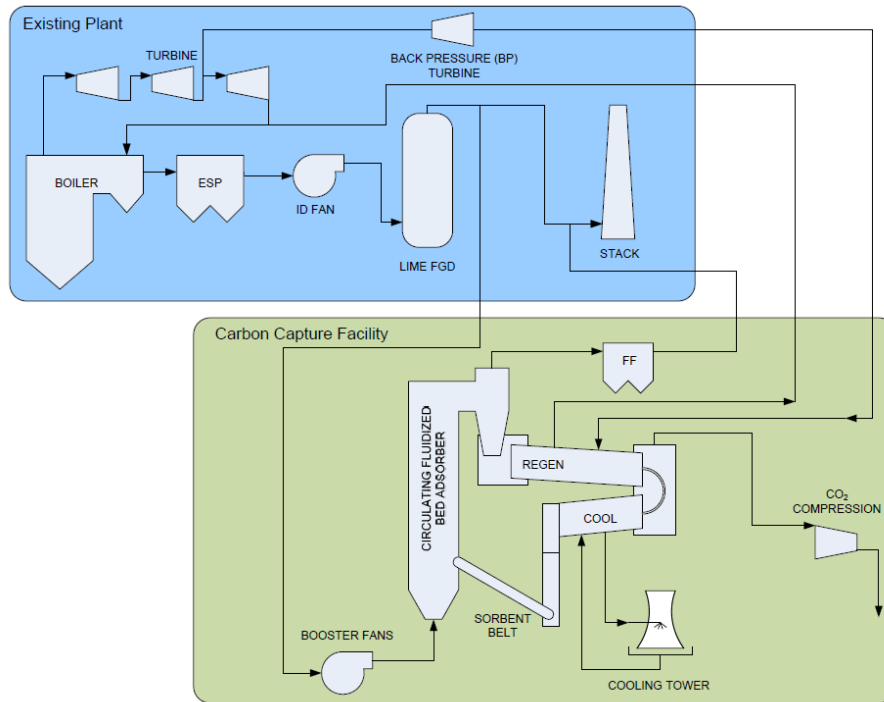 Existing Plant
TURBINE
BACK PRESSURE (BP)
TURBINE
BOILER
ESP
ID FAN
LIME FGD
STACK
Carbon Capture Facility
FF
CIRCULATING FLUIDIZED
BED ADSORBER
REGEN
COOL
CO₂
COMPRESSION
SORBENT
BELT
BOOSTER FANS
COOLING TOWER